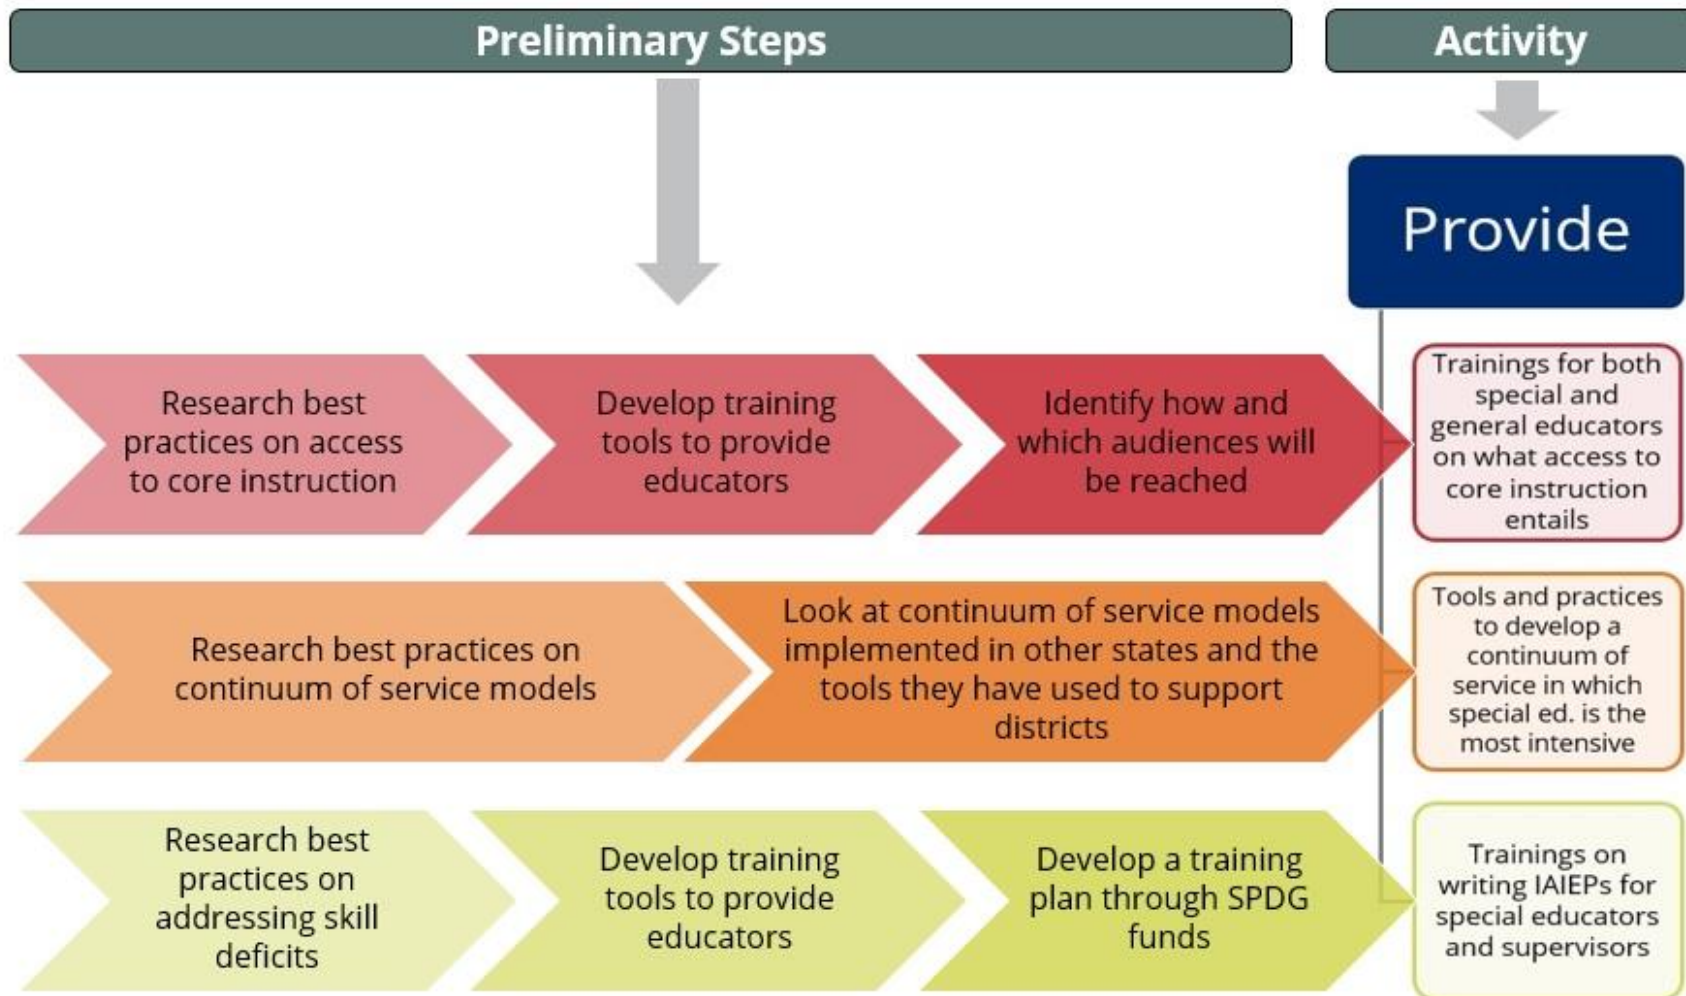 Preliminary Steps
Activity
Provide
Research best
practices on access
to core instruction
Develop training
tools to provide
educators
Identify how and
which audiences will
be reached
Trainings for both
special and
general educators
on what access to
core instruction
entails
Research best practices on
continuum of service models
Look at continuum of service models
implemented in other states and the
tools they have used to support
districts
Tools and practices
to develop a
continuum of
service in which
special ed. is the
most intensive
Research best
practices on
addressing skill
deficits
Develop training
tools to provide
educators
Develop a training
plan through SPDG
funds
Trainings on
writing IAIEPs for
special educators
and supervisors